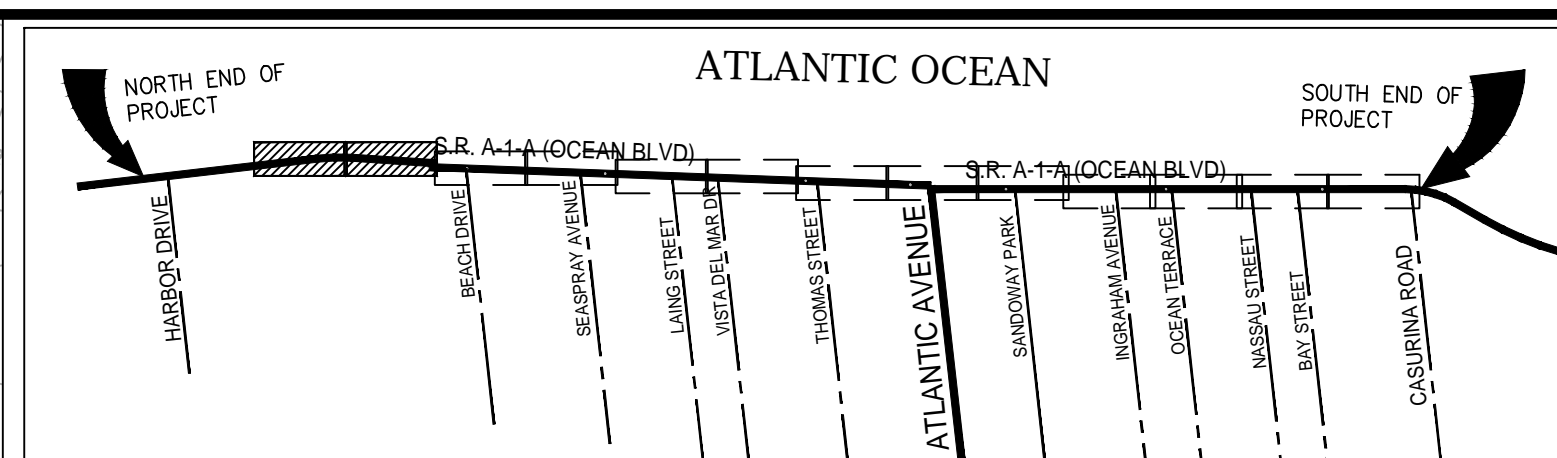 ATLANTIC OCEAN
NORTH END OF
PROJECT
SOUTH END OF
PROJECT
S.R. A-1-A (OCEAN BLVD)
S.R. A-1-A (OCEAN BLVD)
HARBOR DRIVE
BEACH DRIVE
SEASPRAY AVENUE
LAING STREET
VISTA DEL MAR DR
THOMAS STREET
ATLANTIC AVENUE
SANDOWAY PARK
INGRAHAM AVENUE
OCEAN TERRACE
NASSAU STREET
BAY STREET
CASURINA ROAD